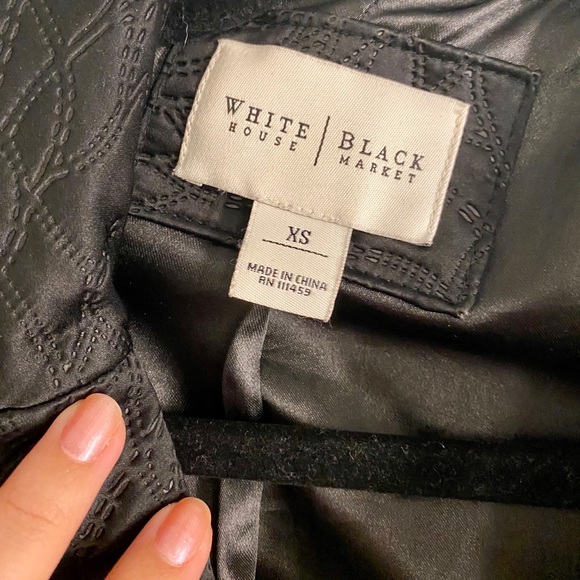 WHITE | BLACK
HOUSE MARKET
XS
MADE IN CHINA
RN 111459